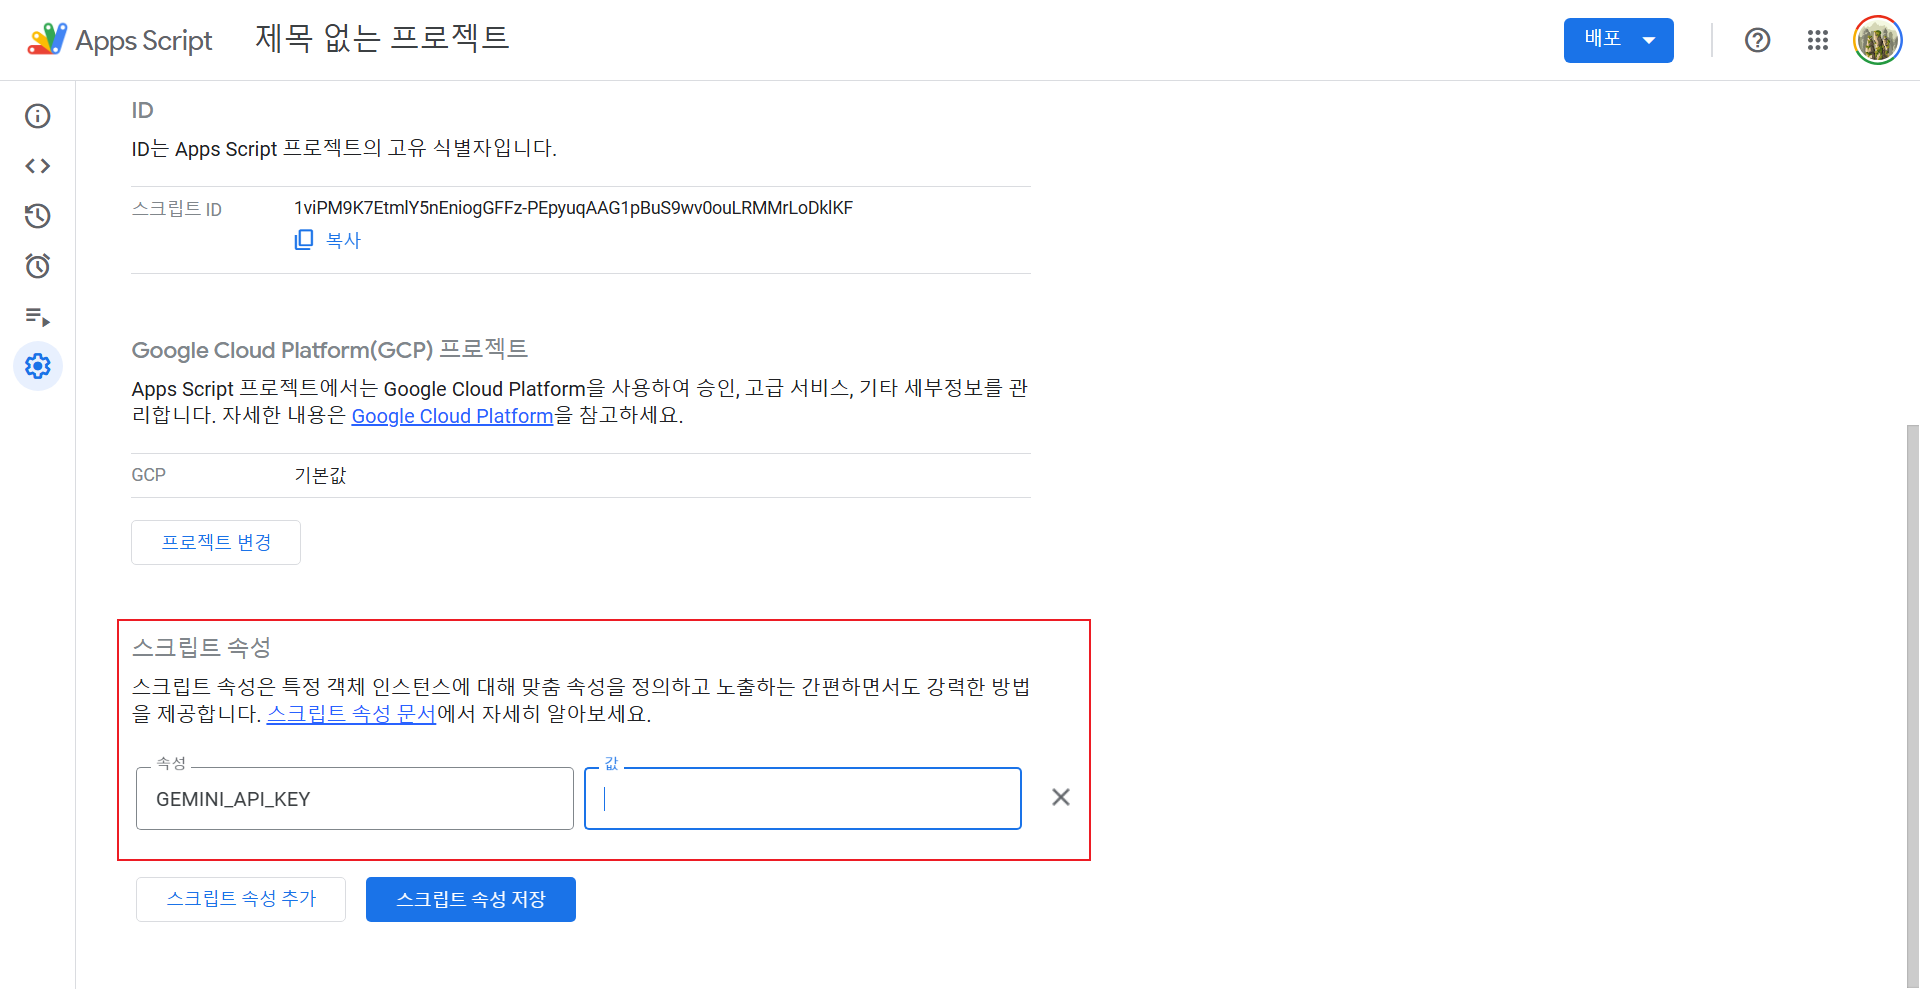 Apps Script
제목 없는 프로젝트
배포
ID
ID는 Apps Script 프로젝트의 고유 식별자입니다.
스크립트 ID
1viPM9K7EtmlY5nEniogGFFz-PEpyuqAAG1pBuS9wv0ouLRMMrLoDklKF
복사
Google Cloud Platform(GCP) 프로젝트
Apps Script 프로젝트에서는 Google Cloud Platform을 사용하여 승인, 고급 서비스, 기타 세부정보를 관
리합니다. 자세한 내용은 Google Cloud Platform을 참고하세요.
GCP
기본값
프로젝트 변경
스크립트 속성
스크립트 속성은 특정 객체 인스턴스에 대해 맞춤 속성을 정의하고 노출하는 간편하면서도 강력한 방법
을 제공합니다. 스크립트 속성 문서에서 자세히 알아보세요.
속성
GEMINI_API_KEY
값
스크립트 속성 추가
스크립트 속성 저장